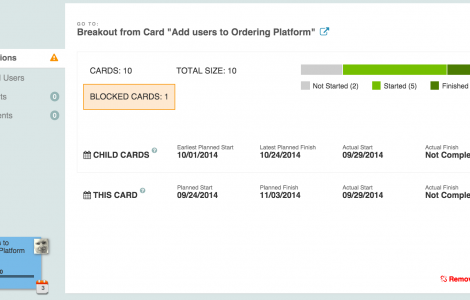 GO TO:
Breakout from Card "Add users to Ordering Platform"
CARDS: 10 TOTAL SIZE: 10
BLOCKED CARDS: 1
Not Started (2) Started (5) Finished
CHILD CARDS ?
Earliest Planned Start Latest Planned Finish Actual Start Actual Finish
10/01/2014 10/24/2014 09/29/2014 Not Comple
THIS CARD ?
Planned Start Planned Finish Actual Start Actual Finish
09/24/2014 11/03/2014 09/29/2014 Not Comple
Remov
ions
Users
ts 0
ents 0
s to
Platform
3